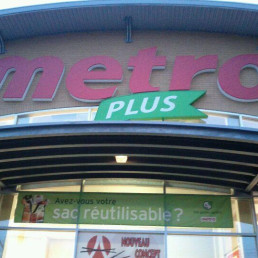 metro
PLUS
Avez-vous votre
sac réutilisable?
NOUVEAU
CONCEPT